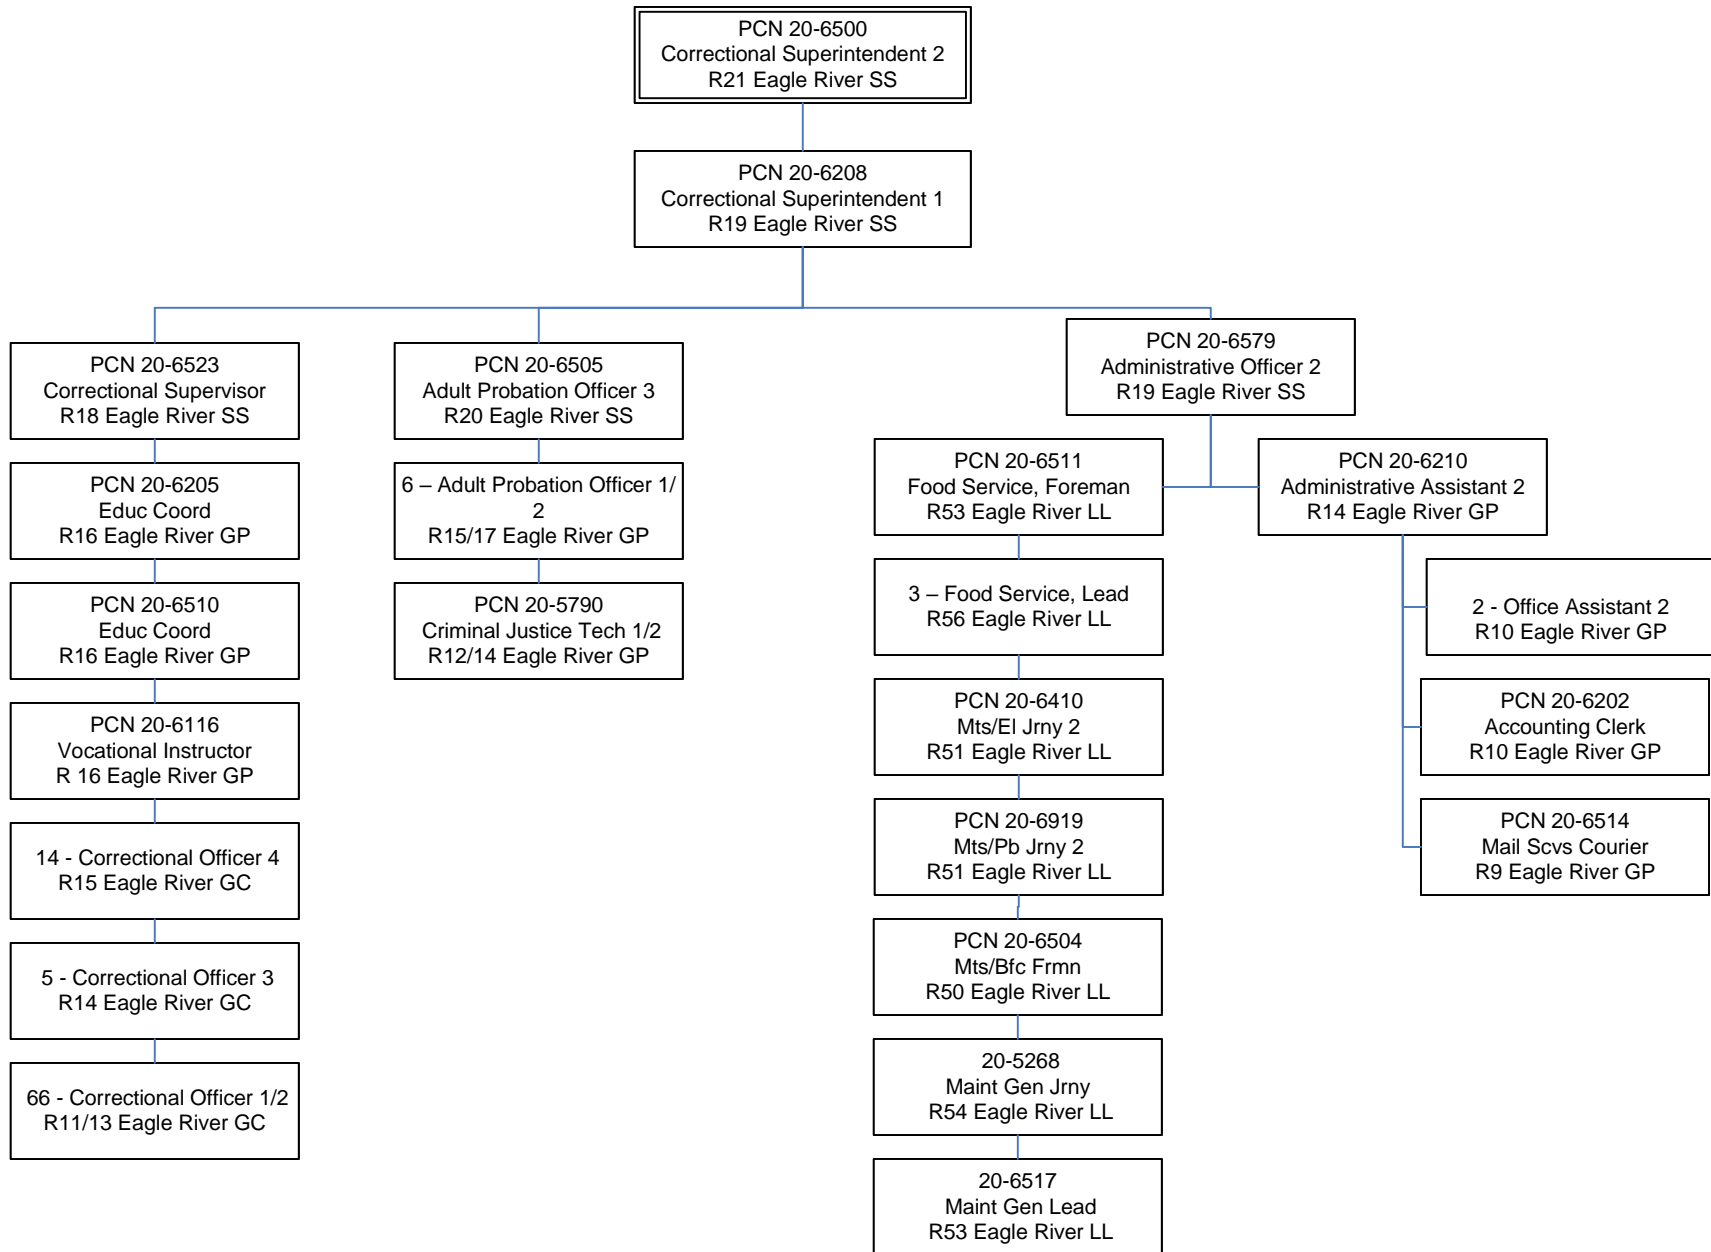 PCN 20-6500
Correctional Superintendent 2
R21 Eagle River SS
PCN 20-6208
Correctional Superintendent 1
R19 Eagle River SS
PCN 20-6523
Correctional Supervisor
R18 Eagle River SS
PCN 20-6205
Educ Coord
R16 Eagle River GP
PCN 20-6510
Educ Coord
R16 Eagle River GP
PCN 20-6116
Vocational Instructor
R 16 Eagle River GP
14 - Correctional Officer 4
R15 Eagle River GC
5 - Correctional Officer 3
R14 Eagle River GC
66 - Correctional Officer 1/2
R11/13 Eagle River GC
PCN 20-6505
Adult Probation Officer 3
R20 Eagle River SS
6 – Adult Probation Officer 1/
2
R15/17 Eagle River GP
PCN 20-5790
Criminal Justice Tech 1/2
R12/14 Eagle River GP
PCN 20-6579
Administrative Officer 2
R19 Eagle River SS
PCN 20-6511
Food Service, Foreman
R53 Eagle River LL
3 – Food Service, Lead
R56 Eagle River LL
PCN 20-6410
Mts/El Jrny 2
R51 Eagle River LL
PCN 20-6919
Mts/Pb Jrny 2
R51 Eagle River LL
PCN 20-6504
Mts/Bfc Frmn
R50 Eagle River LL
20-5268
Maint Gen Jrny
R54 Eagle River LL
20-6517
Maint Gen Lead
R53 Eagle River LL
PCN 20-6210
Administrative Assistant 2
R14 Eagle River GP
2 - Office Assistant 2
R10 Eagle River GP
PCN 20-6202
Accounting Clerk
R10 Eagle River GP
PCN 20-6514
Mail Scvs Courier
R9 Eagle River GP